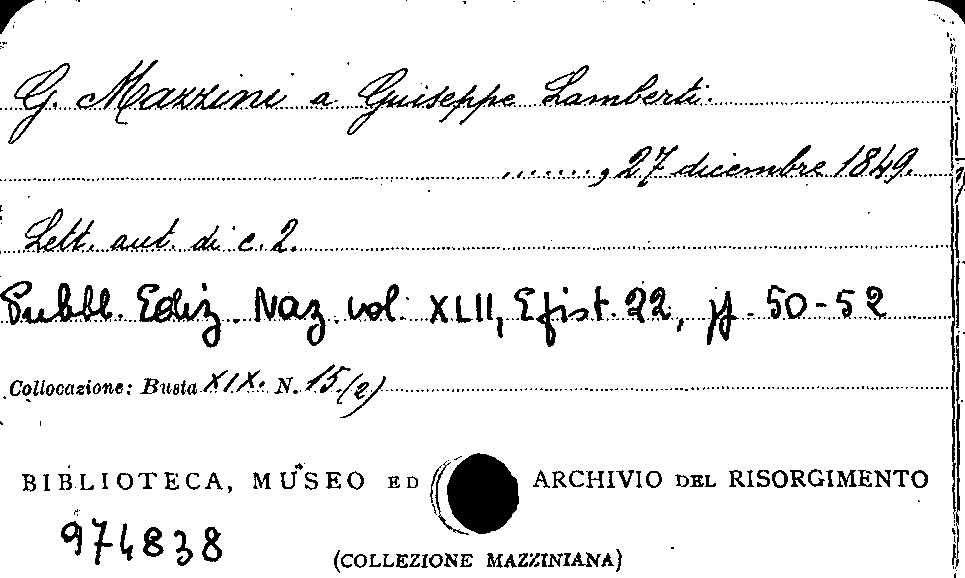 G. Mazzini a Guiseppe Lamberti.
......, 27 dicembre 1849.
Lett. aut. di c. 2.
Pubbl. Ediz. Naz. vol. XLII, Epist. 22, pp. 50-52
Collocazione: Busta XIX. N. 15.(2)
BIBLIOTECA, MUSEO ED ARCHIVIO DEL RISORGIMENTO
974838
(COLLEZIONE MAZZINIANA)